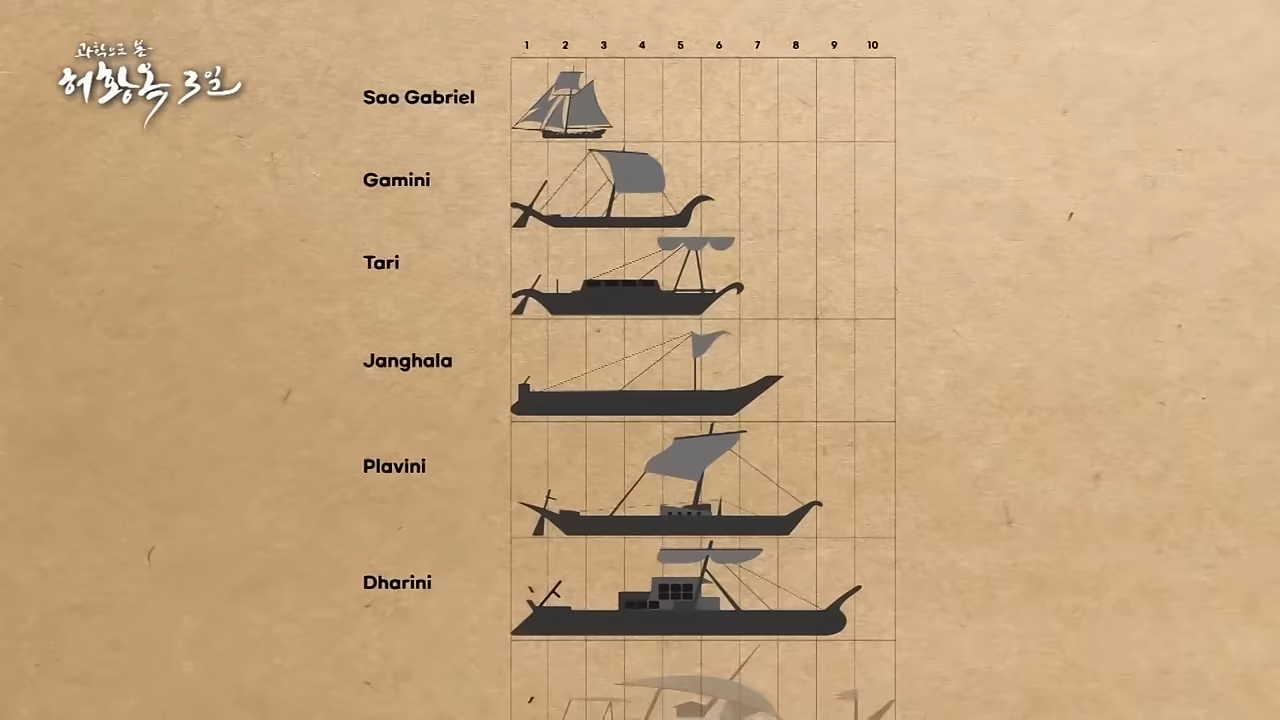 과학으로 본
허황옥 3일
1 2 3 4 5 6 7 8 9 10
Sao Gabriel
Gamini
Tari
Janghala
Plavini
Dharini